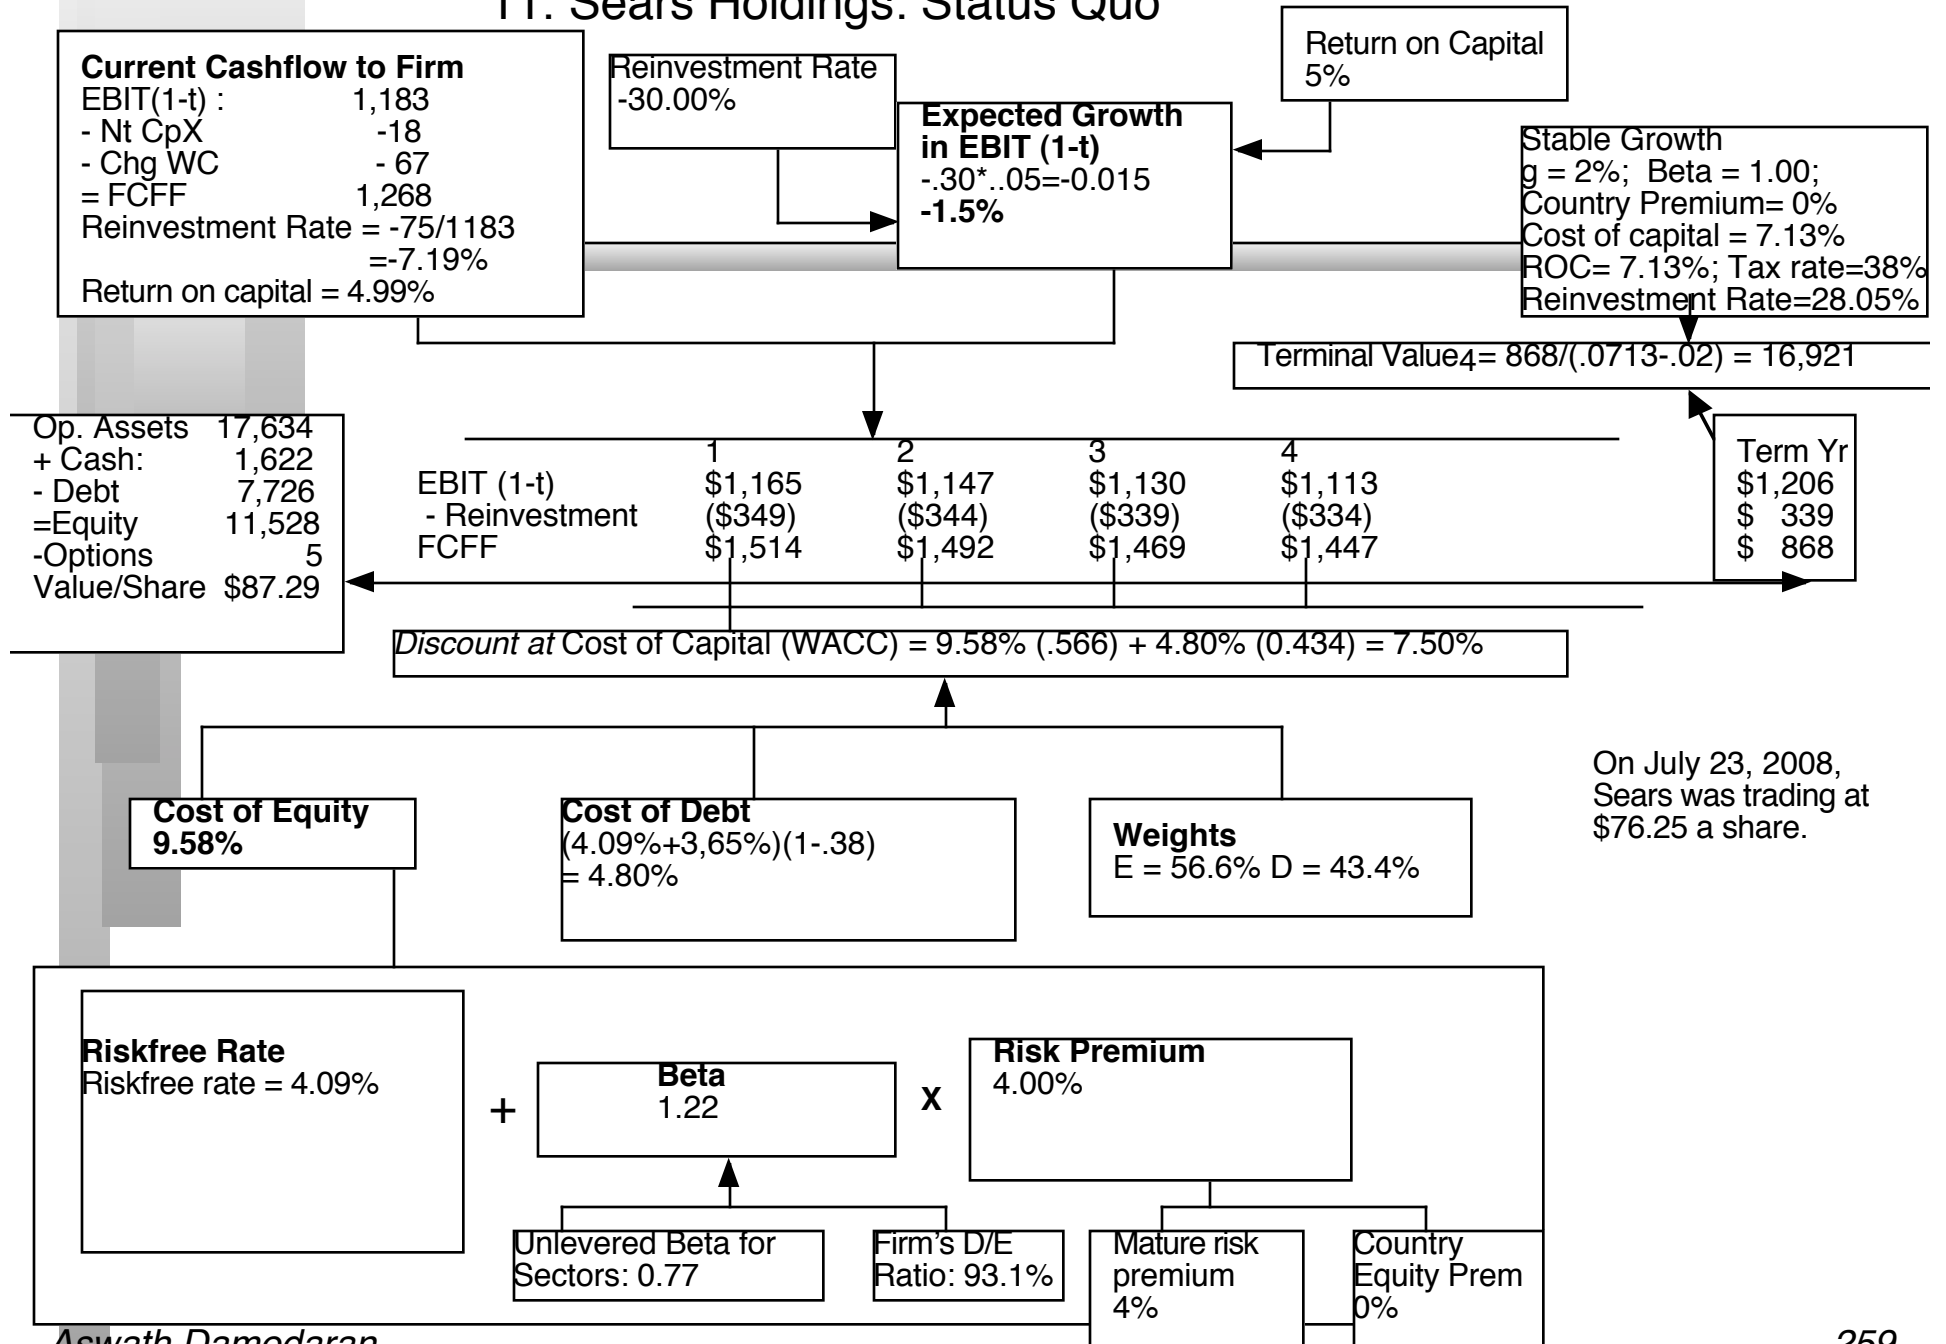 11. Sears Holdings: Status Quo
Current Cashflow to Firm
EBIT(1-t) : 1,183
- Nt CpX -18
- Chg WC - 67
= FCFF 1,268
Reinvestment Rate = -75/1183
=-7.19%
Return on capital = 4.99%
Reinvestment Rate
-30.00%
Expected Growth
in EBIT (1-t)
-.30*..05=-0.015
-1.5%
Return on Capital
5%
Stable Growth
g = 2%; Beta = 1.00;
Country Premium= 0%
Cost of capital = 7.13%
ROC= 7.13%; Tax rate=38%
Reinvestment Rate=28.05%
Terminal Value4= 868/(.0713-.02) = 16,921
Op. Assets 17,634
+ Cash: 1,622
- Debt 7,726
=Equity 11,528
-Options 5
Value/Share $87.29
1 2 3 4
EBIT (1-t) $1,165 $1,147 $1,130 $1,113
- Reinvestment ($349) ($344) ($339) ($334)
FCFF $1,514 $1,492 $1,469 $1,447
Term Yr
$1,206
$ 339
$ 868
Discount at Cost of Capital (WACC) = 9.58% (.566) + 4.80% (0.434) = 7.50%
On July 23, 2008,
Sears was trading at
$76.25 a share.
Cost of Equity
9.58%
Cost of Debt
(4.09%+3,65%)(1-.38)
= 4.80%
Weights
E = 56.6% D = 43.4%
Riskfree Rate
Riskfree rate = 4.09%
+
Beta
1.22
X
Risk Premium
4.00%
Unlevered Beta for
Sectors: 0.77
Firm's D/E
Ratio: 93.1%
Mature risk
premium
4%
Country
Equity Prem
0%
Aswath Damodaran
259